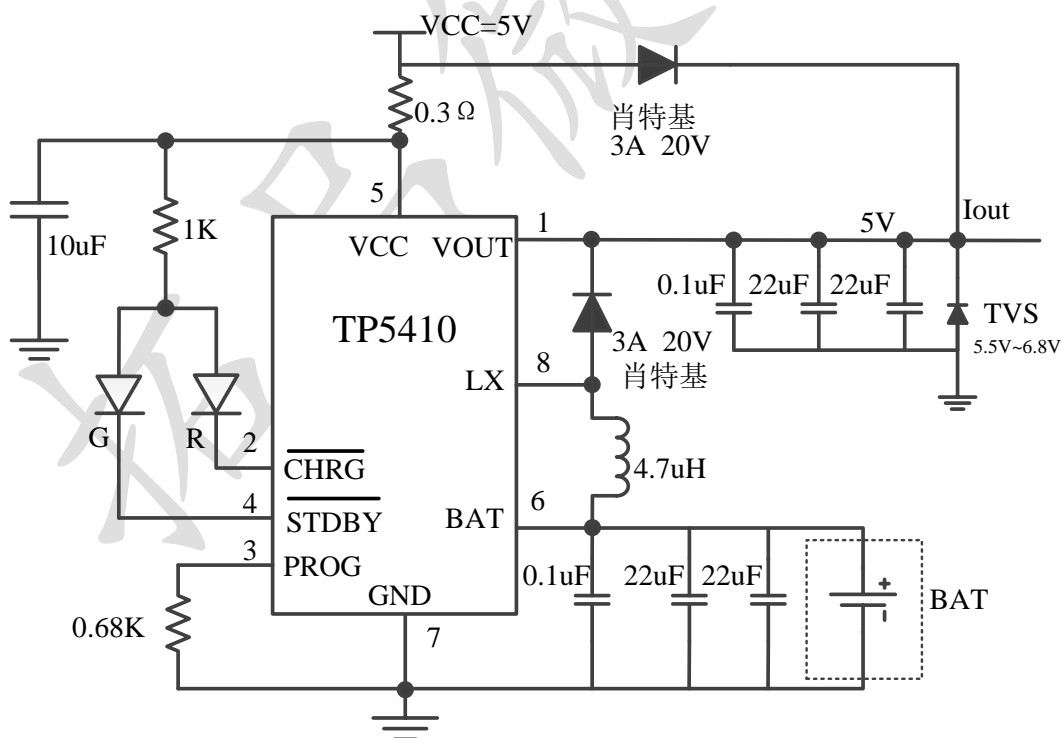 VCC=5V
0.3Ω
肖特基
3A 20V
5
1K
10uF
VCC
VOUT
1
5V
Iout
0.1uF
22uF
22uF
TP5410
3A 20V
肖特基
TVS
5.5V~6.8V
LX
8
G
R
2
CHRG
4.7uH
4
STDBY
BAT
6
3
PROG
0.1uF
22uF
22uF
+
BAT
GND
0.68K
7